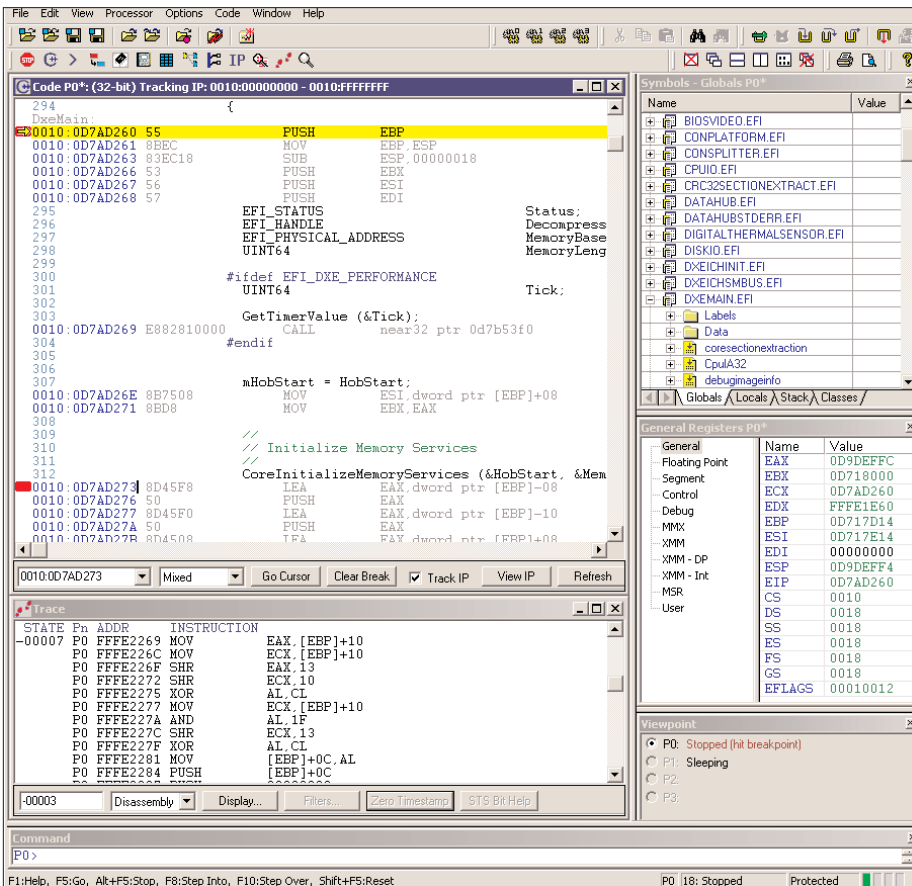 File Edit View Processor Options Code Window Help
IP
Code P0*: (32-bit) Tracking IP: 0010:00000000 - 0010:FFFFFFFF
294 {
DxeMain:
0010:0D7AD260 55 PUSH EBP
0010:0D7AD261 8BEC MOV EBP,ESP
0010:0D7AD263 83EC18 SUB ESP,00000018
0010:0D7AD266 53 PUSH EBX
0010:0D7AD267 56 PUSH ESI
0010:0D7AD268 57 PUSH EDI
295 EFI_STATUS Status;
296 EFI_HANDLE Decompress
297 EFI_PHYSICAL_ADDRESS MemoryBase
298 UINT64 MemoryLeng
299
300 #ifdef EFI_DXE_PERFORMANCE
301 UINT64 Tick;
302
303 GetTimerValue (&Tick);
0010:0D7AD269 E882810000 CALL near32 ptr 0d7b53f0
304 #endif
305
306
307 mHobStart = HobStart;
0010:0D7AD26E 8B7508 MOV ESI,dword ptr [EBP]+08
0010:0D7AD271 8BD8 MOV EBX,EAX
308
309 //
310 // Initialize Memory Services
311 //
312 CoreInitializeMemoryServices (&HobStart, &Mem
0010:0D7AD273 8D45F8 LEA EAX,dword ptr [EBP]-08
0010:0D7AD276 50 PUSH EAX
0010:0D7AD277 8D45F0 LEA EAX,dword ptr [EBP]-10
0010:0D7AD27A 50 PUSH EAX
0010:0D7AD27B 8D4508 LEA EAX,dword ptr [EBP]+08
0010:0D7AD273 Mixed Go Cursor Clear Break Track IP View IP Refresh
Trace
STATE Pn ADDR INSTRUCTION
-00007 P0 FFFE2269 MOV EAX,[EBP]+10
P0 FFFE226C MOV ECX,[EBP]+10
P0 FFFE226F SHR EAX,13
P0 FFFE2272 SHR ECX,10
P0 FFFE2275 XOR AL,CL
P0 FFFE2277 MOV ECX,[EBP]+10
P0 FFFE227A AND AL,1F
P0 FFFE227C SHR ECX,13
P0 FFFE227F XOR AL,CL
P0 FFFE2281 MOV [EBP]+0C,AL
P0 FFFE2284 PUSH [EBP]+0C
-00003 Disassembly Display... Filters... Zero Timestamp STS Bit Help
Symbols - Globals P0*
Name Value
BIOSVIDEO.EFI
CONPLATFORM.EFI
CONSPLITTER.EFI
CPUIO.EFI
CRC32SECTIONEXTRACT.EFI
DATAHUB.EFI
DATAHUBSTDERR.EFI
DIGITALTHERMALSENSOR.EFI
DISKIO.EFI
DXEICHINIT.EFI
DXEICHSMBUS.EFI
DXEMAIN.EFI
Labels
Data
coresectionextraction
CpuIA32
debugimageinfo
Globals Locals Stack Classes
General Registers P0*
General
Floating Point
Segment
Control
Debug
MMX
XMM
XMM - DP
XMM - Int
MSR
User
Name Value
EAX 0D9DEFFC
EBX 0D718000
ECX 0D7AD260
EDX FFFE1E60
EBP 0D717D14
ESI 0D717E14
EDI 00000000
ESP 0D9DEFF4
EIP 0D7AD260
CS 0010
DS 0018
SS 0018
ES 0018
FS 0018
GS 0018
EFLAGS 00010012
Viewpoint
P0: Stopped (hit breakpoint)
P1: Sleeping
P2:
P3:
Command
P0>
F1:Help, F5:Go, Alt+F5:Stop, F8:Step Into, F10:Step Over, Shift+F5:Reset P0 18: Stopped Protected